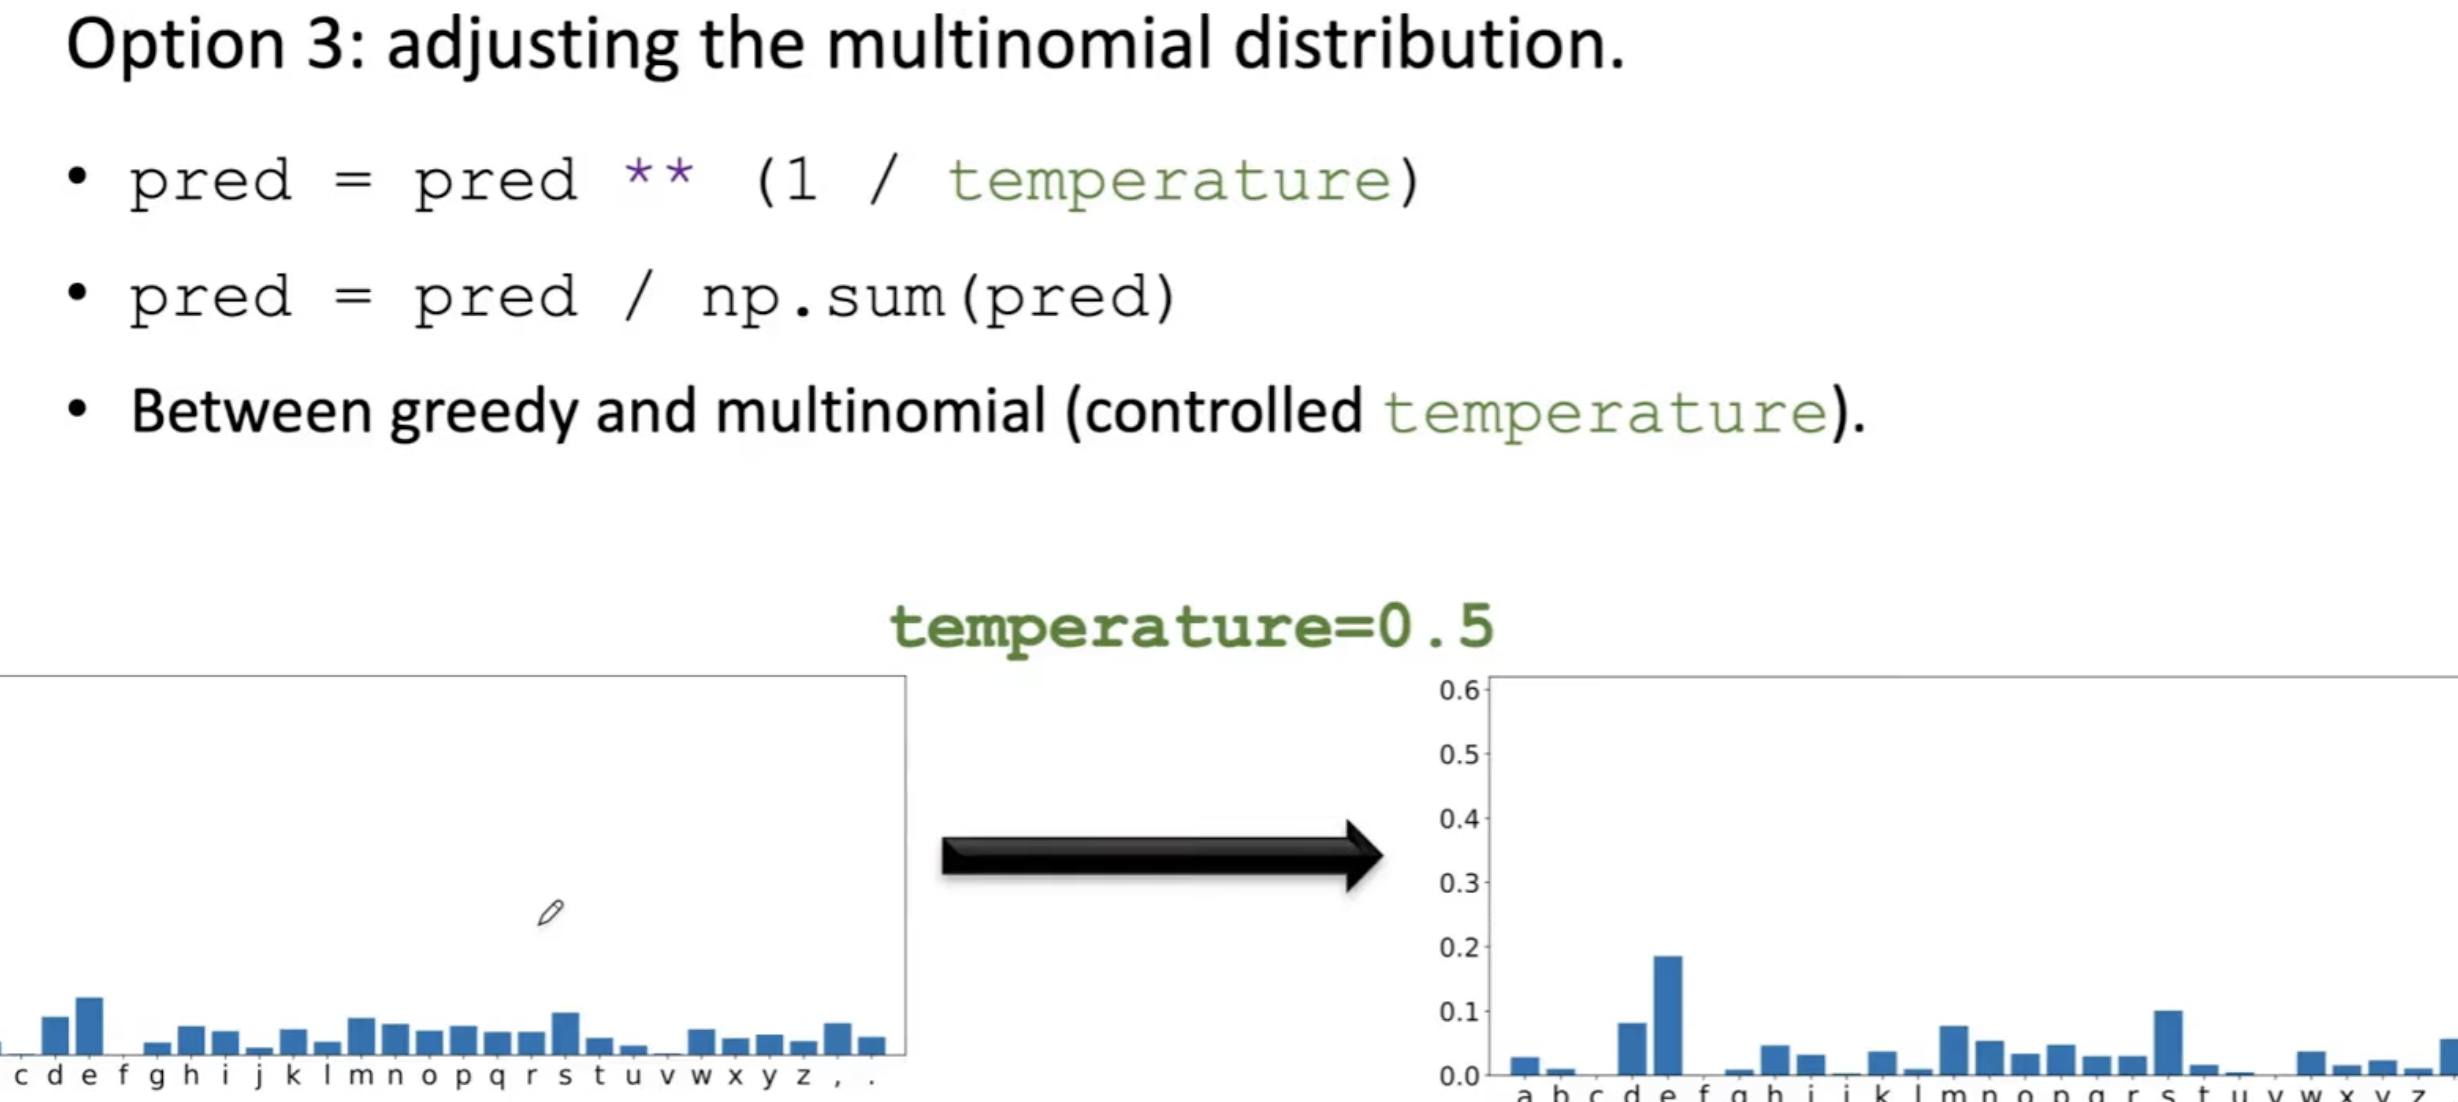 Option 3: adjusting the multinomial distribution.
• pred = pred ** (1 / temperature)
• pred = pred / np.sum(pred)
• Between greedy and multinomial (controlled temperature).
temperature=0.5
c d e f g h i j k l m n o p q r s t u v w x y z , .
0.6
0.5
0.4
0.3
0.2
0.1
0.0
a b c d e f g h i j k l m n o p q r s t u v w x y z